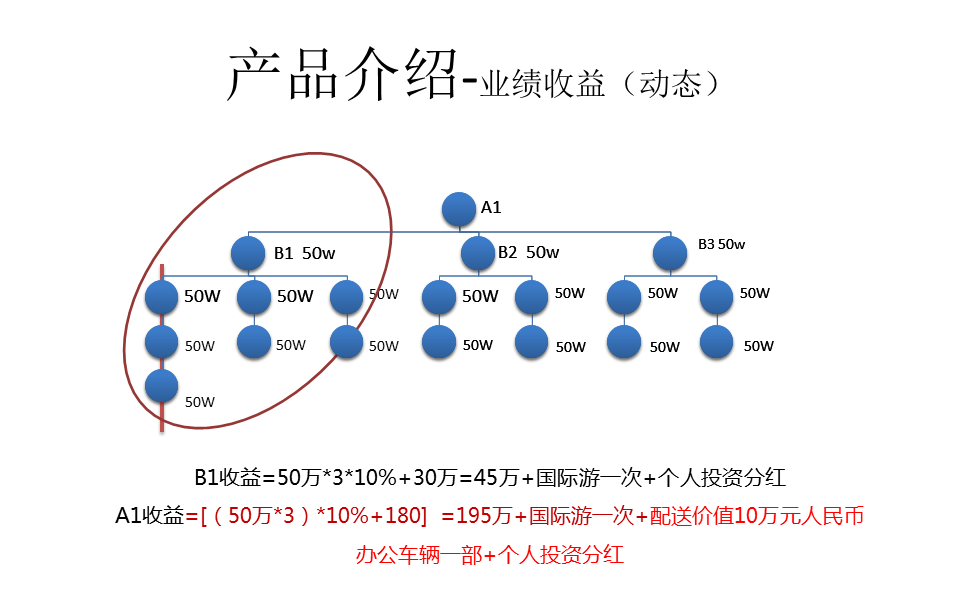 产品介绍-业绩收益（动态）
A1
B1 50w
B2 50w
B3 50w
50W 50W 50W 50W 50W 50W 50W
50W 50W 50W 50W 50W 50W 50W
50W
B1收益=50万*3*10%+30万=45万+国际游一次+个人投资分红
A1收益=[（50万*3）*10%+180] =195万+国际游一次+配送价值10万元人民币
办公车辆一部+个人投资分红